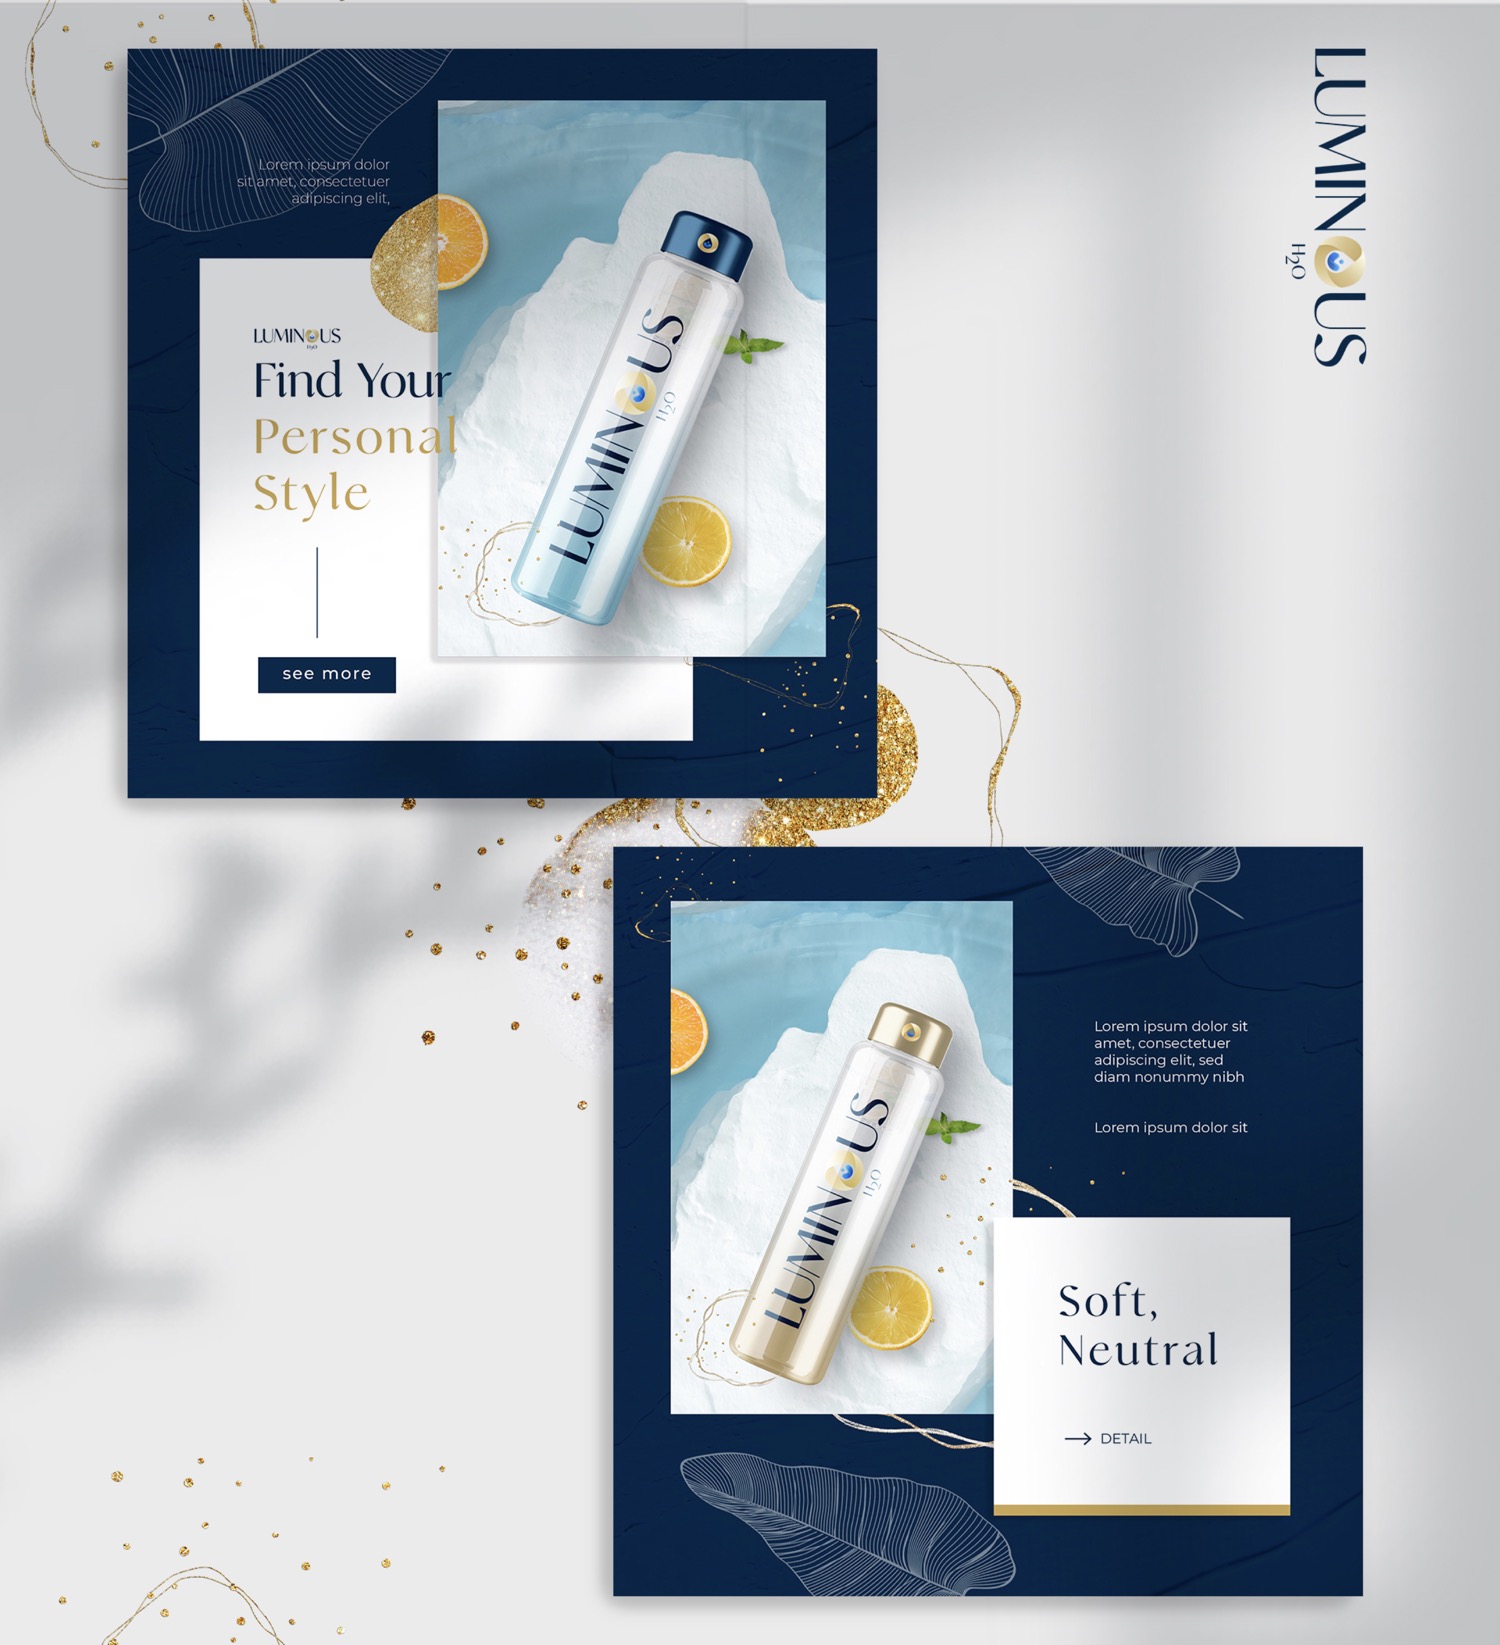 LUMINOUS
H2O
Lorem ipsum dolor
sit amet, consectetuer
adipiscing elit,
LUMINOUS
H2O
Find Your
Personal
Style
see more
LUMINOUS
H2O
LUMINOUS
H2O
Lorem ipsum dolor sit
amet, consectetuer
adipiscing elit, sed
diam nonummy nibh
Lorem ipsum dolor sit
Soft,
Neutral
→ DETAIL